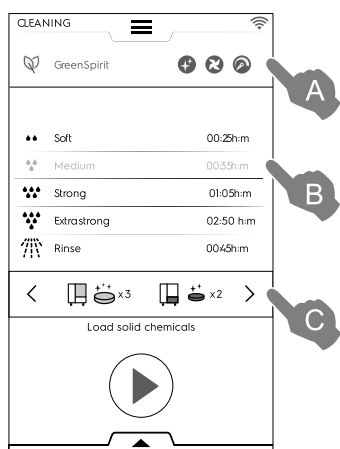 CLEANING
GreenSpirit
A
Soft 00:25h:m
Medium 00:35h:m
B
Strong 01:05h:m
Extrastrong 02:50 h:m
Rinse 00:45h:m
x3 x2
C
Load solid chemicals